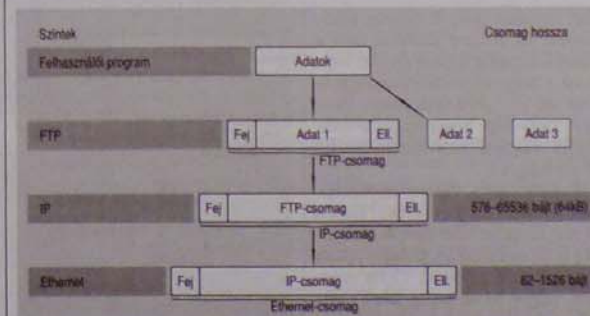 Szintek Csomag hossza
Felhasználói program Adatok
FTP Fej Adat 1 Ell. Adat 2 Adat 3
FTP-csomag
IP Fej FTP-csomag Ell. 576–65536 bájt (64kB)
IP-csomag
Ethernet Fej IP-csomag Ell. 62–1526 bájt
Ethernet-csomag